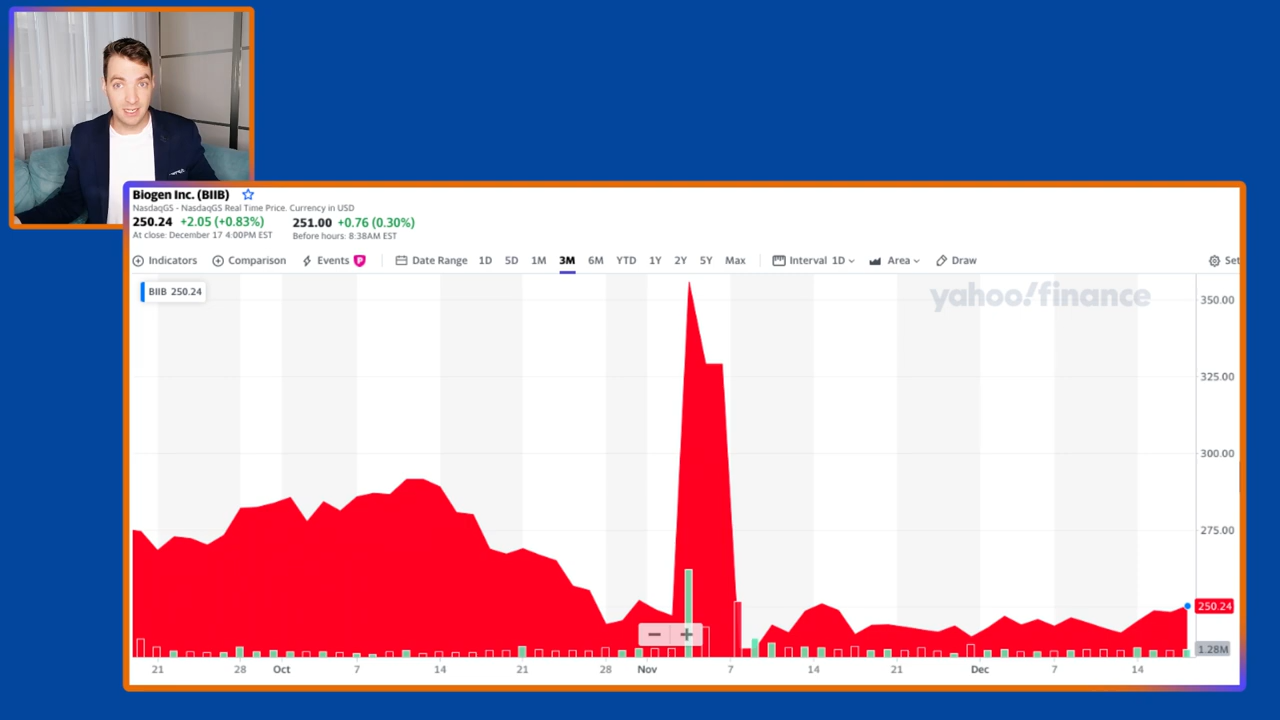 Biogen Inc. (BIIB)
NasdaqGS - NasdaqGS Real Time Price. Currency in USD
250.24 +2.05 (+0.83%) 251.00 +0.76 (0.30%)
At close: December 17 4:00PM EST Before hours: 8:38AM EST
Indicators Comparison Events P Date Range 1D 5D 1M 3M 6M YTD 1Y 2Y 5Y Max Interval 1D Area Draw Set
BIIB 250.24
yahoo!finance
350.00
325.00
300.00
275.00
250.24
− +
1.28M
21 28 Oct 7 14 21 28 Nov 7 14 21 Dec 7 14